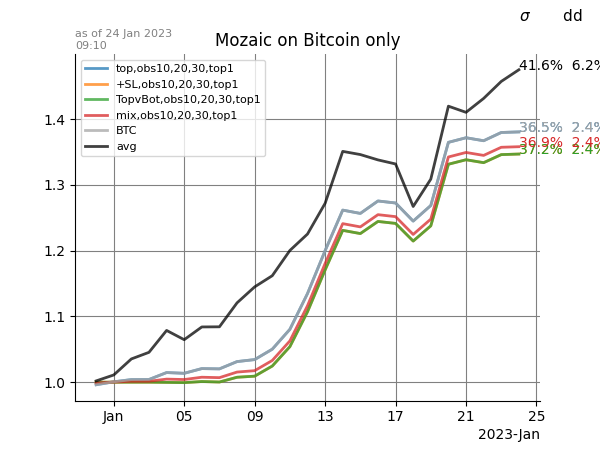 σ dd
as of 24 Jan 2023
09:10
Mozaic on Bitcoin only
top,obs10,20,30,top1
+SL,obs10,20,30,top1
TopvBot,obs10,20,30,top1
mix,obs10,20,30,top1
BTC
avg
41.6% 6.2%
36.5% 2.4%
36.9% 2.4%
37.2% 2.4%
1.4
1.3
1.2
1.1
1.0
Jan 05 09 13 17 21 25
2023-Jan